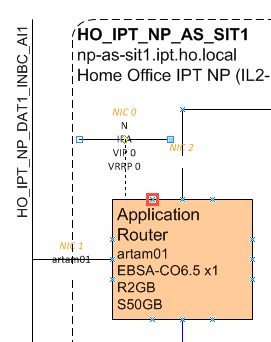 HO_IPT_NP_DAT1_INBC_AI1
HO_IPT_NP_AS_SIT1
np-as-sit1.ipt.ho.local
Home Office IPT NP (IL2-
NIC 0
N
VIP 0
VRRP 0
NIC 2
NIC 1
artam01
Application
Router
artam01
EBSA-CO6.5 x1
R2GB
S50GB